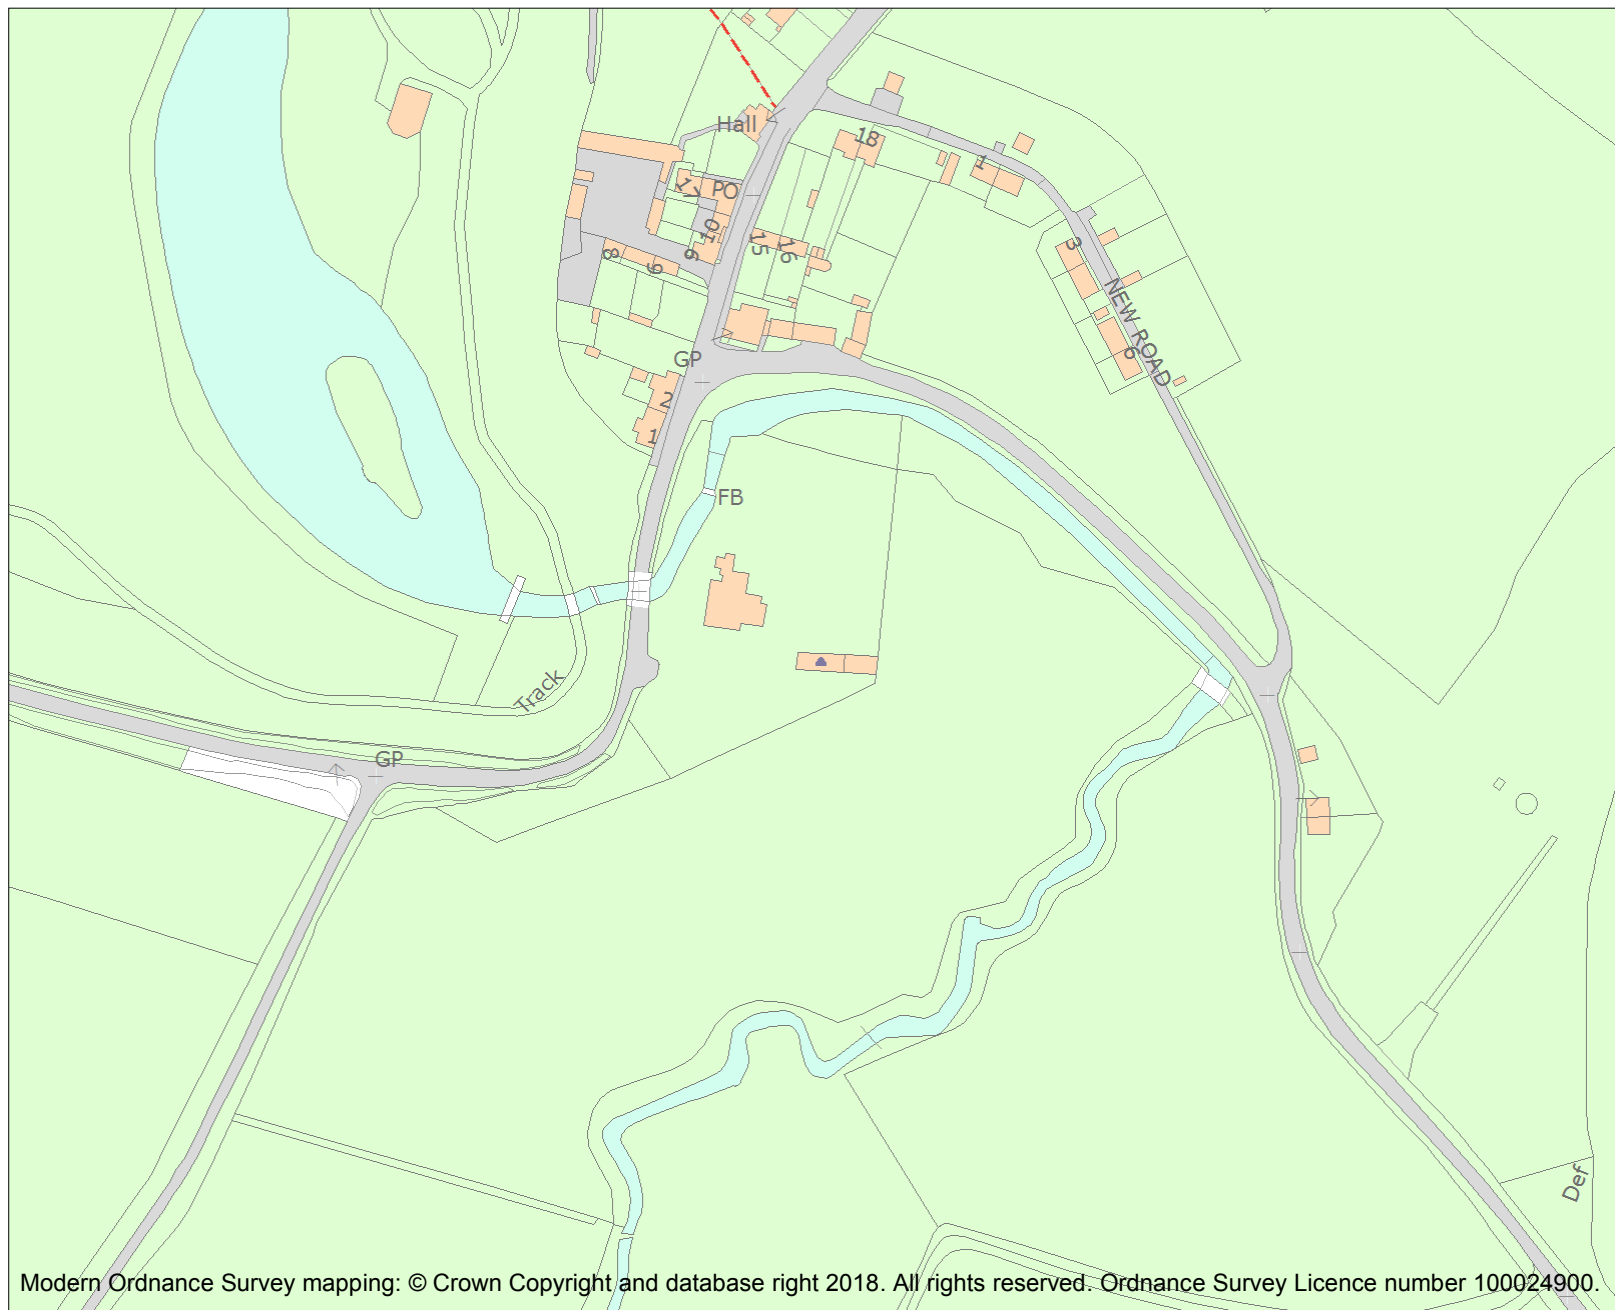 Hall
18
1
17
PO
10
9
8
6
15
16
3
NEW ROAD
6
GP
2
1
FB
Track
GP
Def
Modern Ordnance Survey mapping: © Crown Copyright and database right 2018. All rights reserved. Ordnance Survey Licence number 100024900.